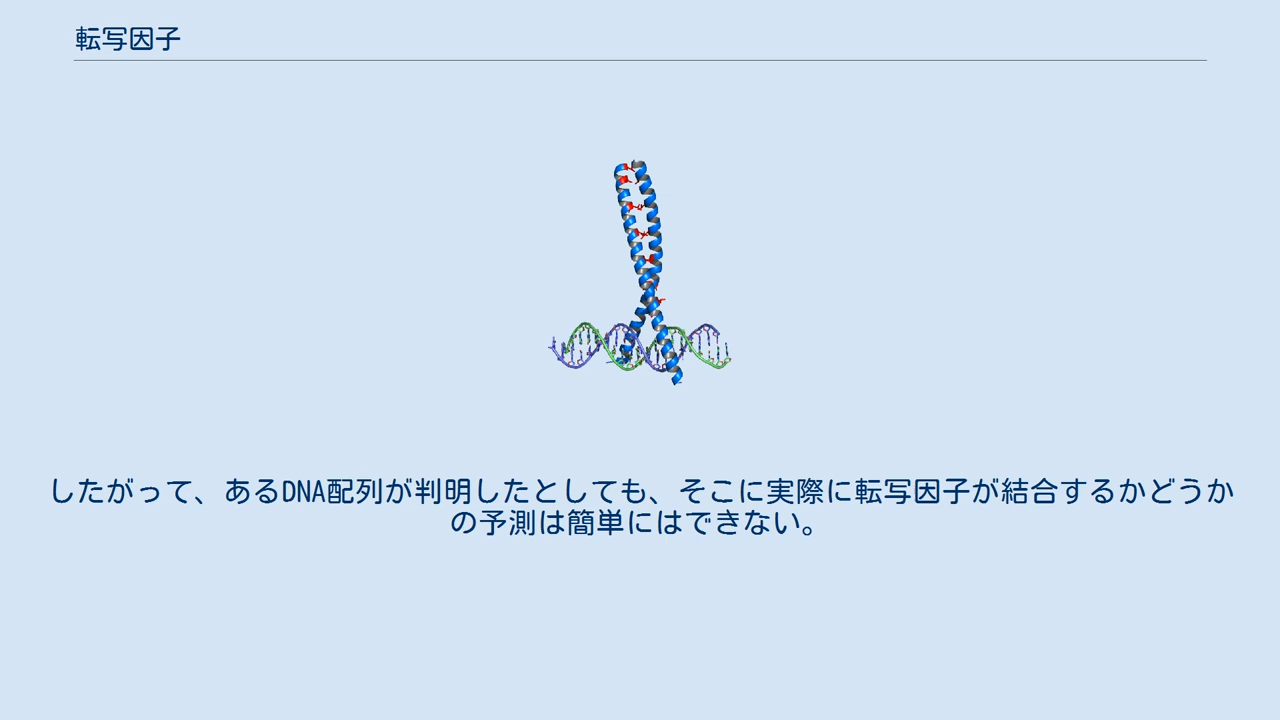 転写因子
したがって、あるDNA配列が判明したとしても、そこに実際に転写因子が結合するかどうか
の予測は簡単にはできない。